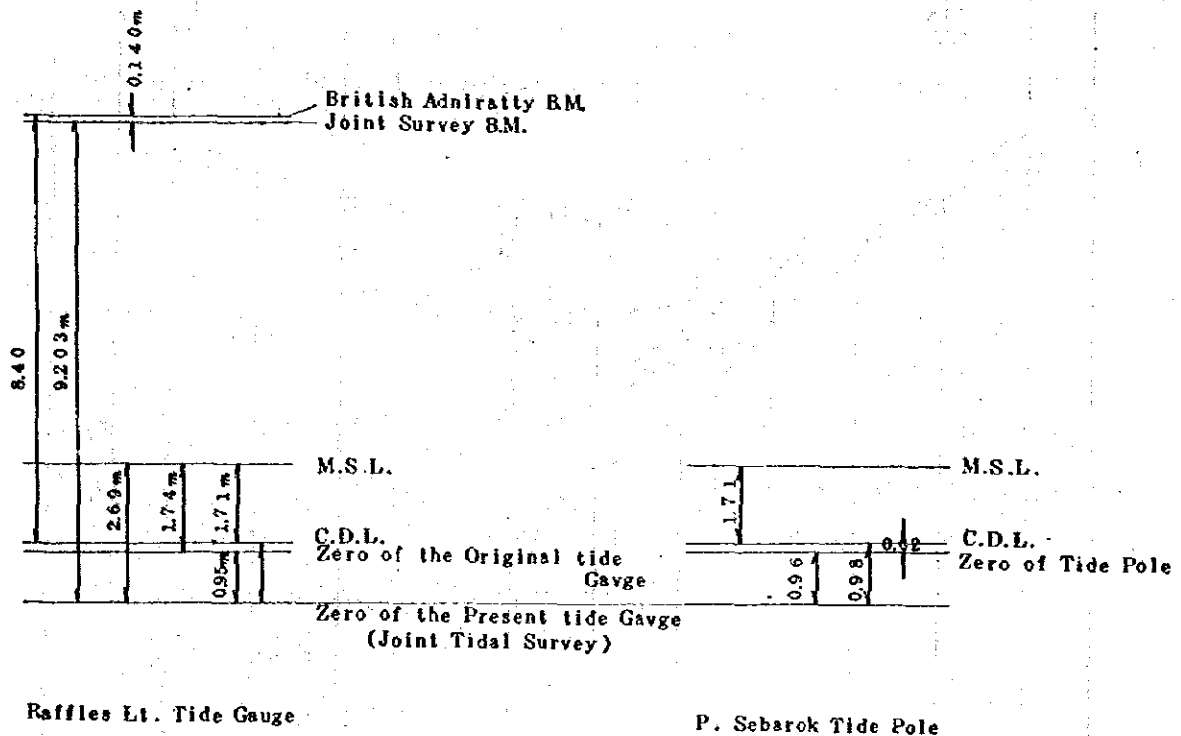 0.140m
British Adniratty B.M.
Joint Survey B.M.
8.40
9.203m
2.69m
1.74m
1.71m
0.95m
M.S.L.
C.D.L.
Zero of the Original tide
Gavge
Zero of the Present tide Gavge
(Joint Tidal Survey)
1.71
M.S.L.
0.02
C.D.L.
Zero of Tide Pole
0.96
0.98
Raffles Lt. Tide Gauge
P. Sebarok Tide Pole